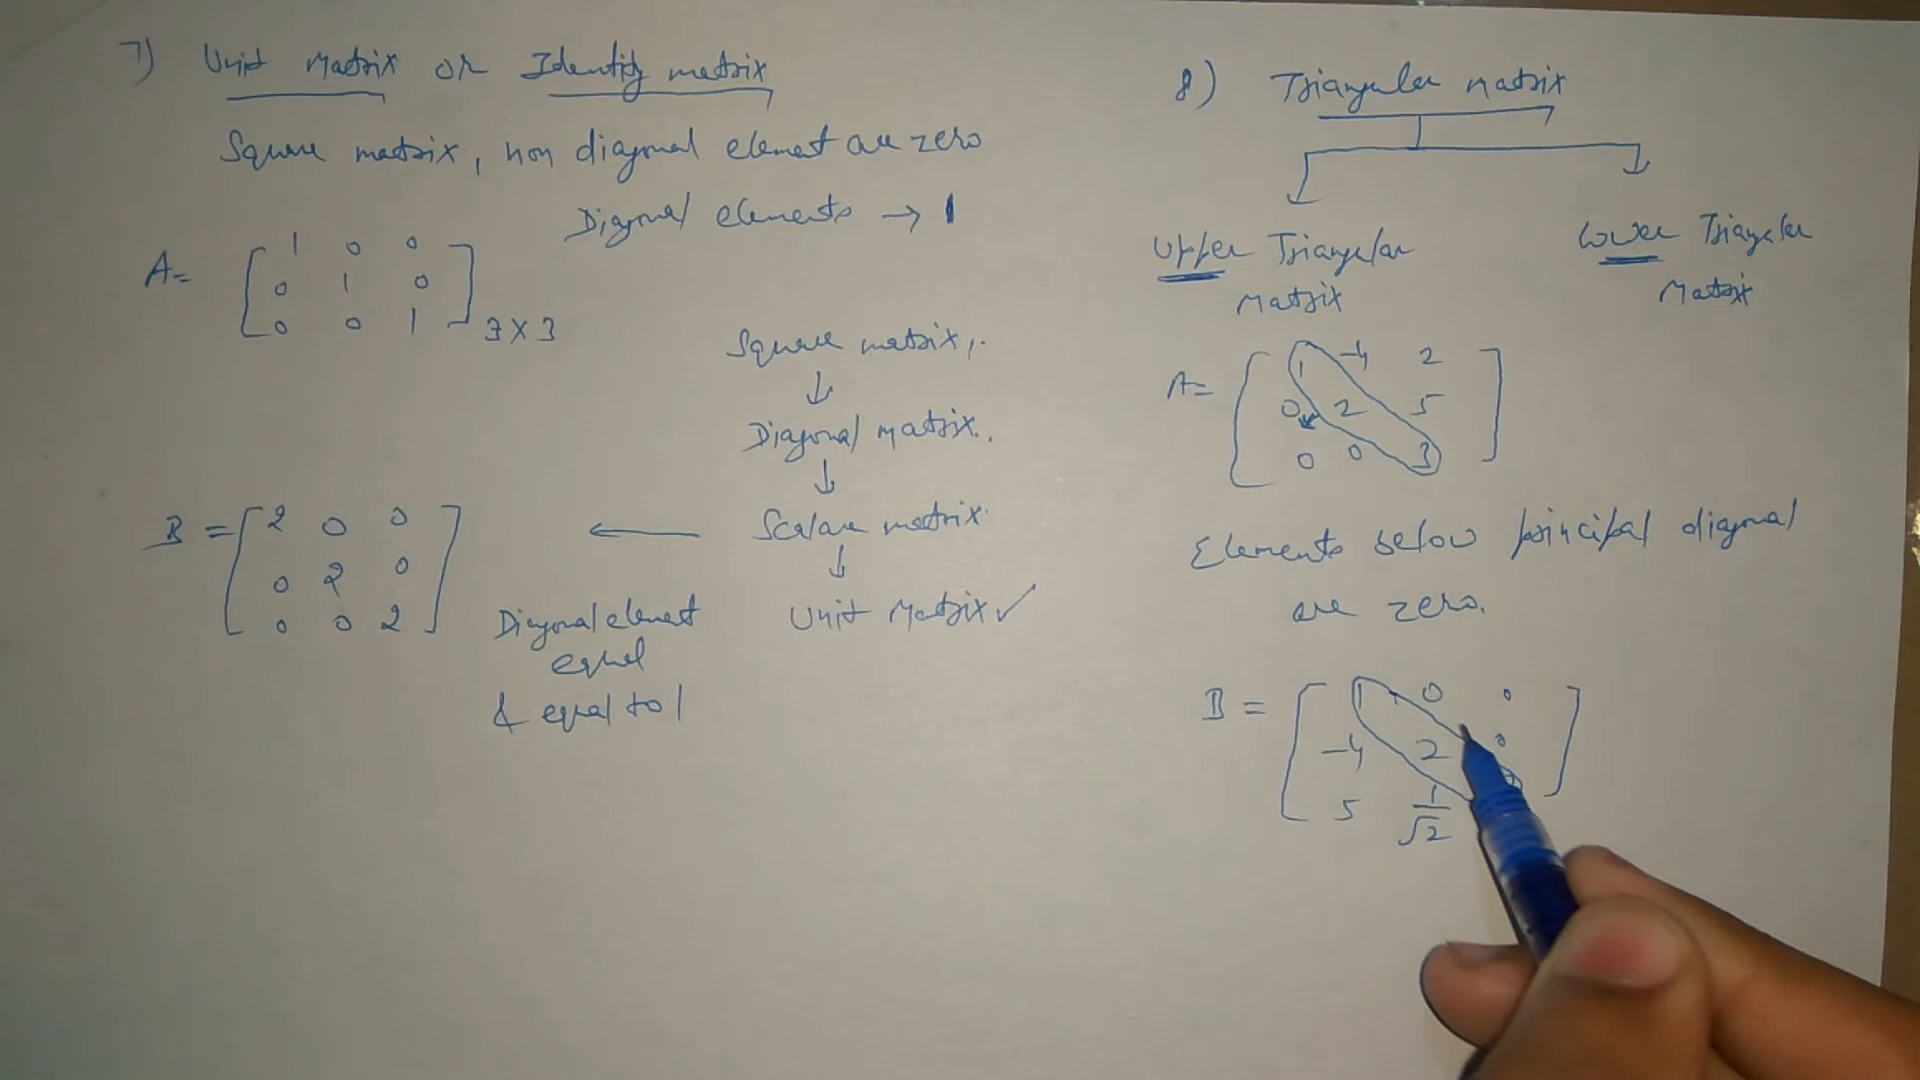 7) Unit Matrix or Identity matrix
Square matrix, non diagonal element are zero
Diagonal elements → 1
A= [ 1 0 0
0 1 0
0 0 1 ] 3×3
Square matrix,
↓
Diagonal matrix.
↓
B = [ 2 0 0
0 2 0
0 0 2 ]
← Scalar matrix
↓
Unit Matrix ✓
Diagonal element
equal
& equal to 1
8) Triangular matrix
Upper Triangular
Matrix
Lower Triangular
Matrix
A= [ 1 -4 2
0 2 5
0 0 3 ]
Elements below principal diagonal
are zero.
B = [ 1 0 0
-4 2 0
5 1/√2 ]